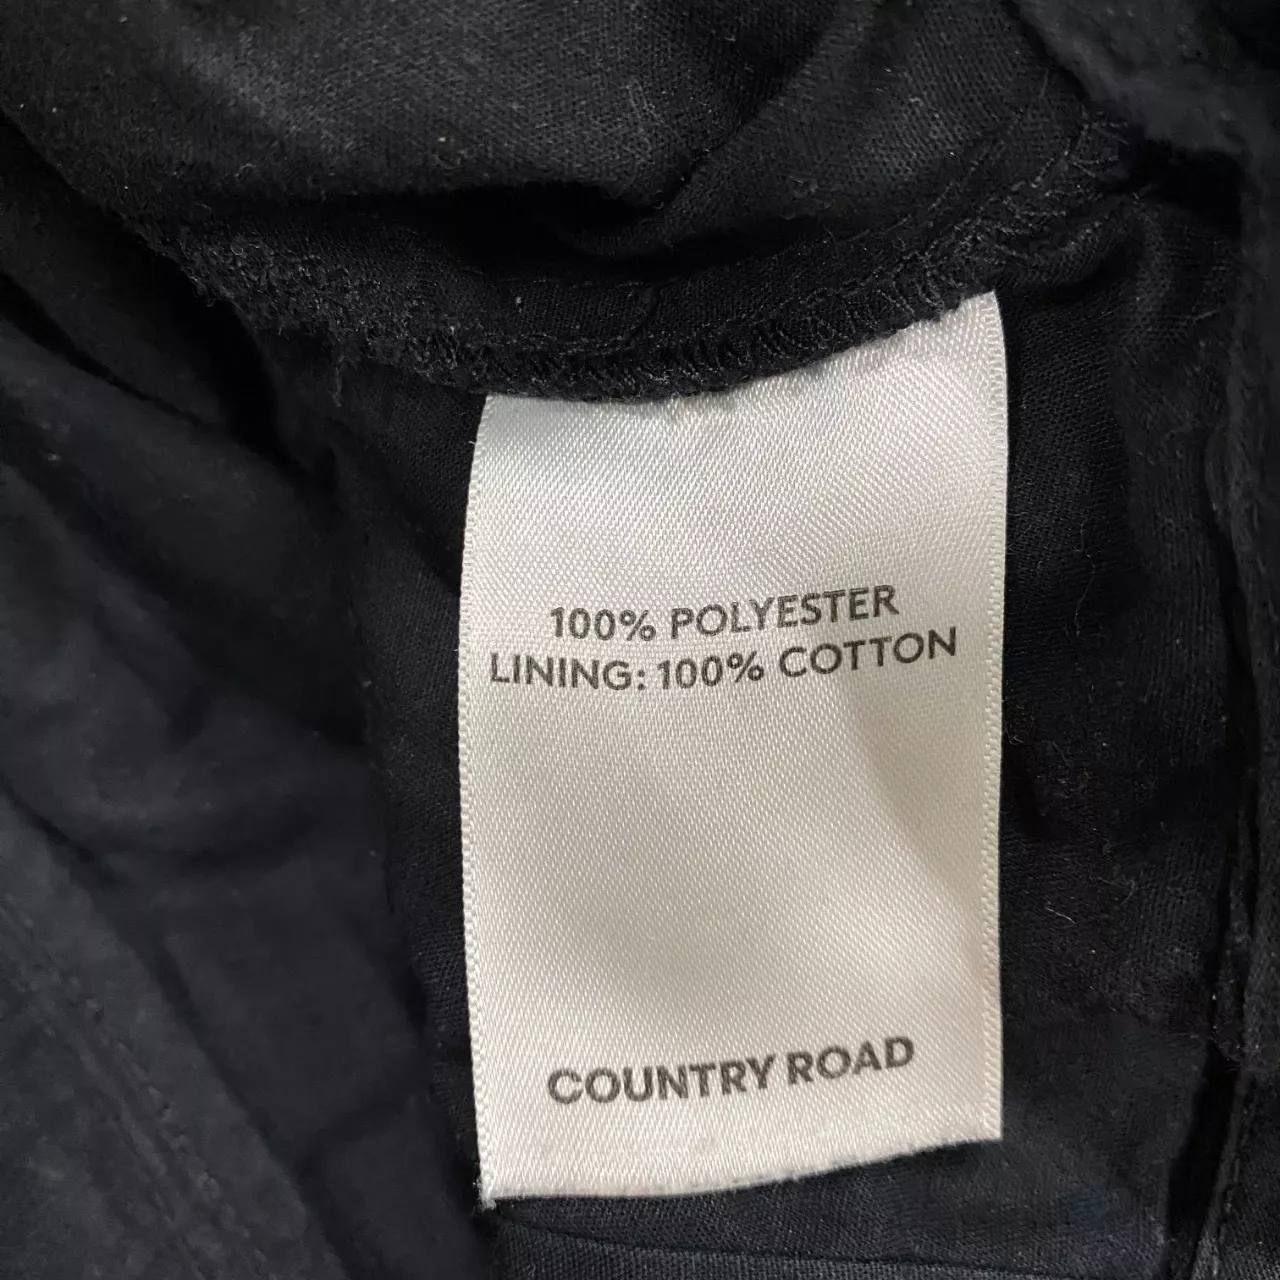 100% POLYESTER
LINING: 100% COTTON
COUNTRY ROAD